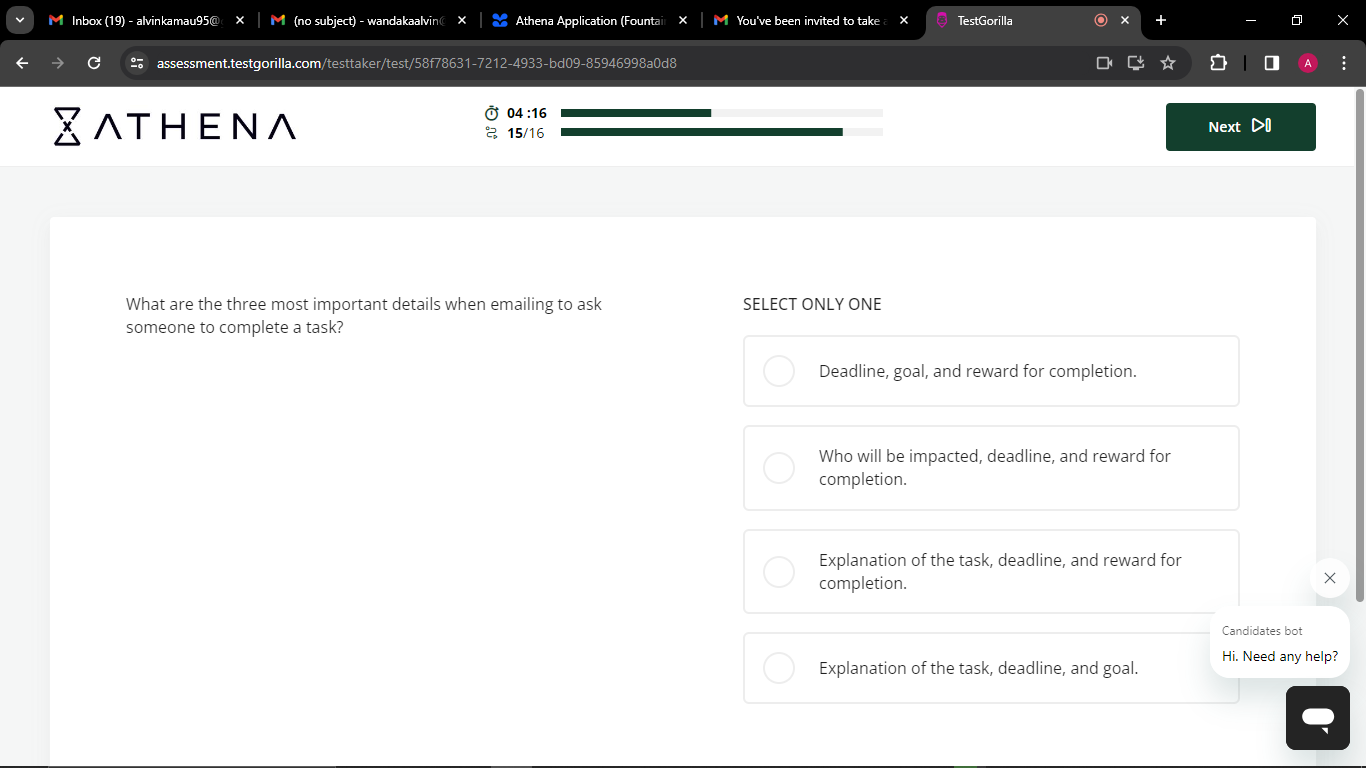 Inbox (19) - alvinkamau95@
(no subject) - wandakaalvin@
Athena Application (Fountai
You've been invited to take a
TestGorilla
assessment.testgorilla.com/testtaker/test/58f78631-7212-4933-bd09-85946998a0d8
A
ATHENA
04 :16
15/16
Next
What are the three most important details when emailing to ask
someone to complete a task?
SELECT ONLY ONE
Deadline, goal, and reward for completion.
Who will be impacted, deadline, and reward for
completion.
Explanation of the task, deadline, and reward for
completion.
Explanation of the task, deadline, and goal.
Candidates bot
Hi. Need any help?